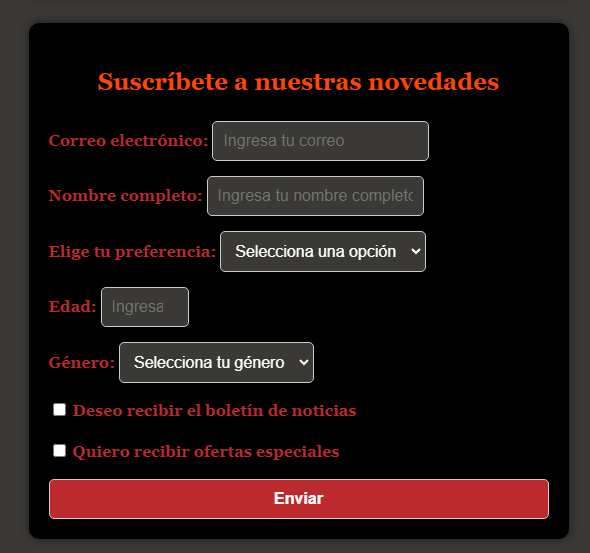 Suscríbete a nuestras novedades
Correo electrónico: Ingresa tu correo
Nombre completo: Ingresa tu nombre completo
Elige tu preferencia: Selecciona una opción
Edad: Ingresa
Género: Selecciona tu género
Deseo recibir el boletín de noticias
Quiero recibir ofertas especiales
Enviar